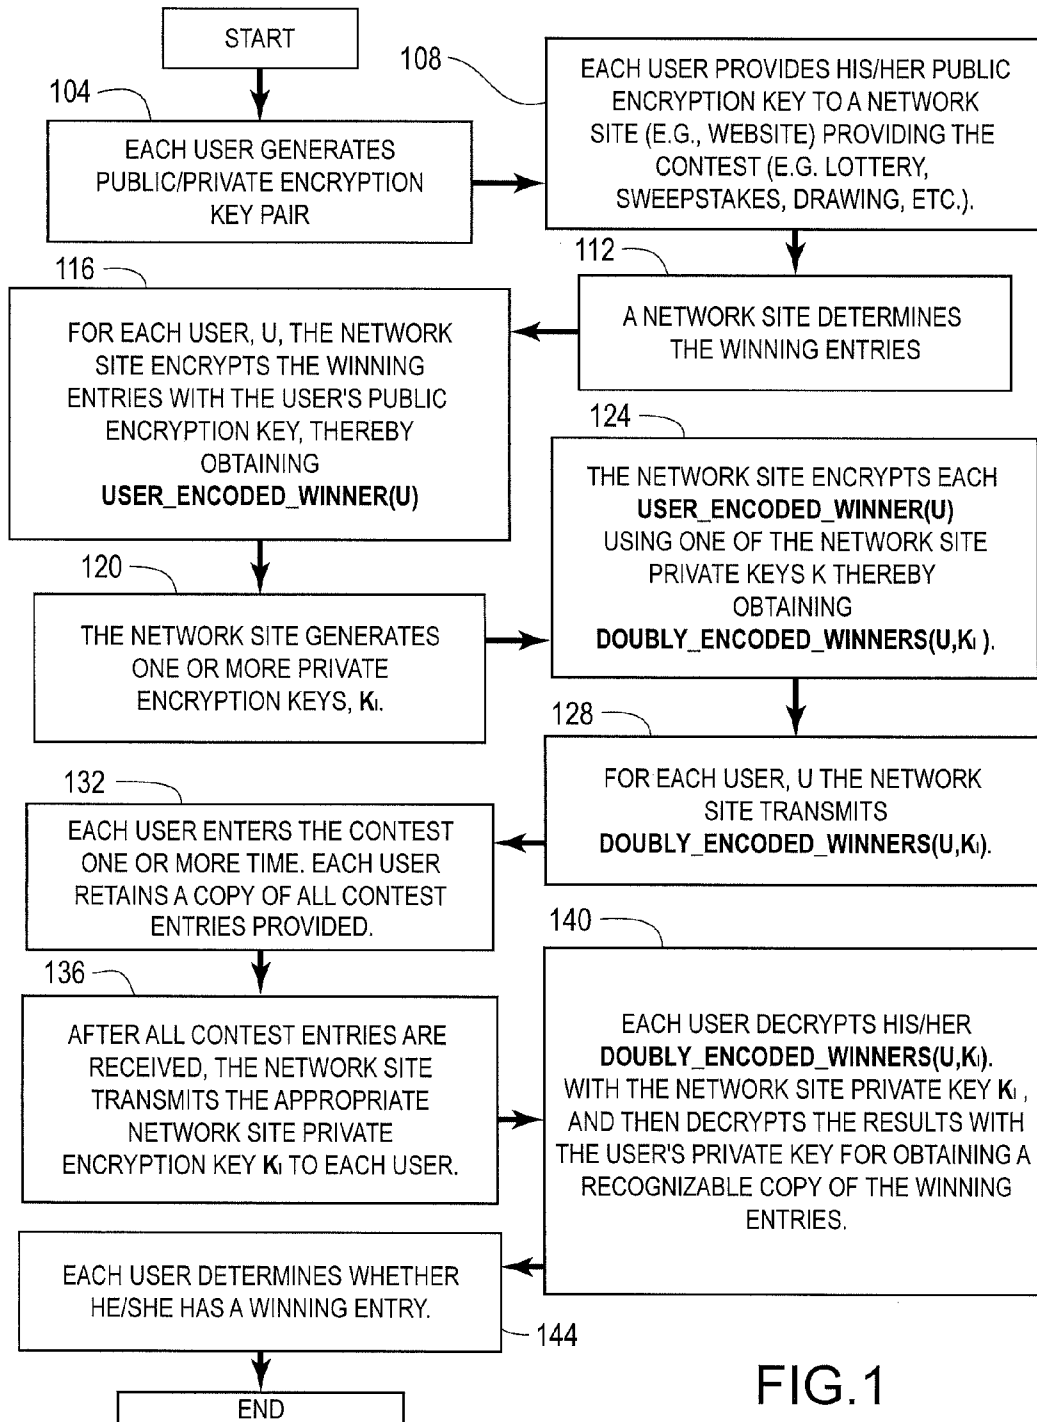 START
104
EACH USER GENERATES
PUBLIC/PRIVATE ENCRYPTION
KEY PAIR
108
EACH USER PROVIDES HIS/HER PUBLIC
ENCRYPTION KEY TO A NETWORK
SITE (E.G., WEBSITE) PROVIDING THE
CONTEST (E.G. LOTTERY,
SWEEPSTAKES, DRAWING, ETC.).
112
A NETWORK SITE DETERMINES
THE WINNING ENTRIES
116
FOR EACH USER, U, THE NETWORK
SITE ENCRYPTS THE WINNING
ENTRIES WITH THE USER'S PUBLIC
ENCRYPTION KEY, THEREBY
OBTAINING
USER_ENCODED_WINNER(U)
120
THE NETWORK SITE GENERATES
ONE OR MORE PRIVATE
ENCRYPTION KEYS, KI.
124
THE NETWORK SITE ENCRYPTS EACH
USER_ENCODED_WINNER(U)
USING ONE OF THE NETWORK SITE
PRIVATE KEYS K THEREBY
OBTAINING
DOUBLY_ENCODED_WINNERS(U,KI ).
128
FOR EACH USER, U THE NETWORK
SITE TRANSMITS
DOUBLY_ENCODED_WINNERS(U,KI).
132
EACH USER ENTERS THE CONTEST
ONE OR MORE TIME. EACH USER
RETAINS A COPY OF ALL CONTEST
ENTRIES PROVIDED.
136
AFTER ALL CONTEST ENTRIES ARE
RECEIVED, THE NETWORK SITE
TRANSMITS THE APPROPRIATE
NETWORK SITE PRIVATE
ENCRYPTION KEY KI TO EACH USER.
140
EACH USER DECRYPTS HIS/HER
DOUBLY_ENCODED_WINNERS(U,KI).
WITH THE NETWORK SITE PRIVATE KEY KI ,
AND THEN DECRYPTS THE RESULTS WITH
THE USER'S PRIVATE KEY FOR OBTAINING A
RECOGNIZABLE COPY OF THE WINNING
ENTRIES.
EACH USER DETERMINES WHETHER
HE/SHE HAS A WINNING ENTRY.
144
END
FIG.1